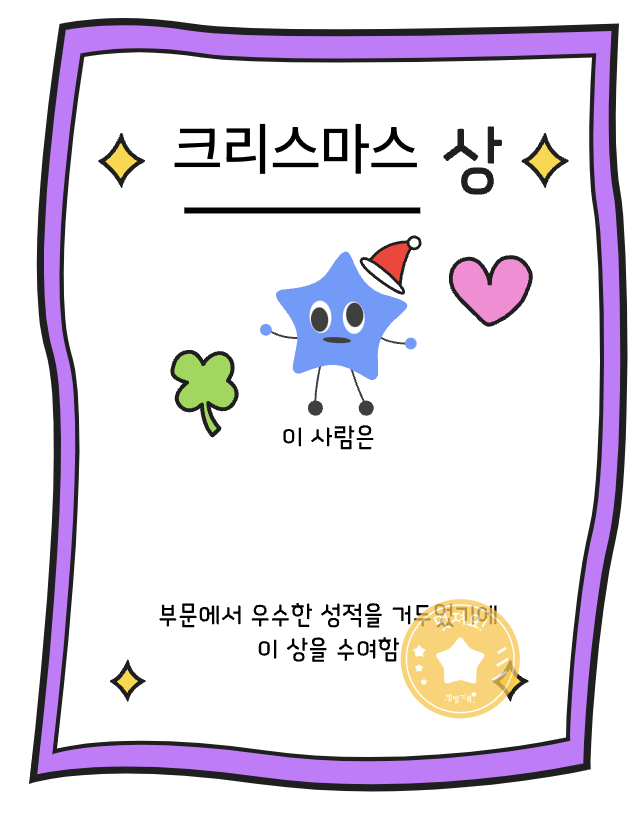 크리스마스 상
이 사람은
부문에서 우수한 성적을 거두었기에
이 상을 수여함